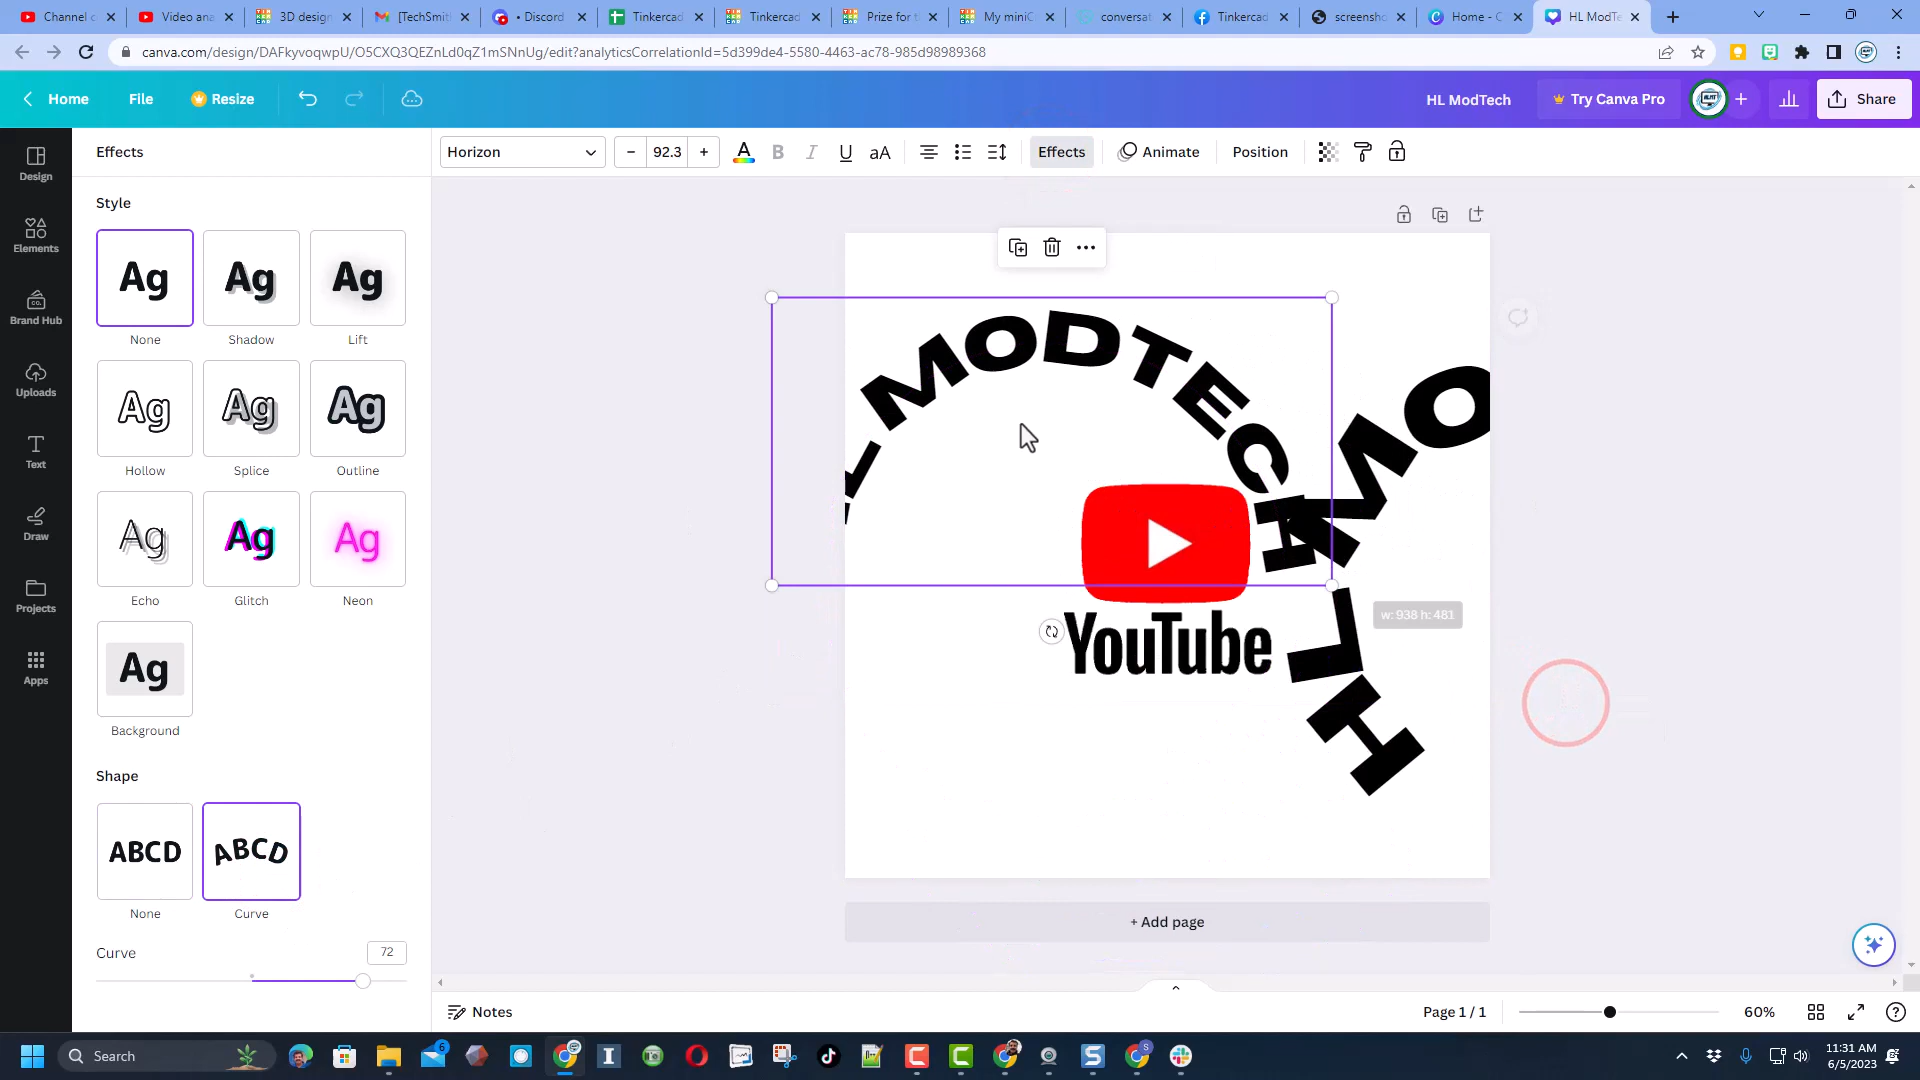 Channel c
Video ana
3D design
[TechSmit
• Discord
Tinkercad
Tinkercad
Prize for t
My miniC
conversat
Tinkercad
screensho
Home - C
HL ModTe
canva.com/design/DAFkyvoqwpU/O5CXQ3QEZnLd0qZ1mSNnUg/edit?analyticsCorrelationId=5d399de4-5580-4463-ac78-985d98989368
Home
File
Resize
HL ModTech
Try Canva Pro
Share
Effects
Horizon
92.3
A
B
I
U
aA
Effects
Animate
Position
Design
Elements
Brand Hub
Uploads
Text
Draw
Projects
Apps
Style
Ag
Ag
Ag
None
Shadow
Lift
Ag
Ag
Ag
Hollow
Splice
Outline
Ag
Ag
Ag
Echo
Glitch
Neon
Ag
Background
Shape
ABCD
ABCD
None
Curve
Curve
72
L MODTECH
HL MO
YouTube
w: 938 h: 481
+ Add page
Notes
Page 1 / 1
60%
Search
6
11:31 AM
6/5/2023